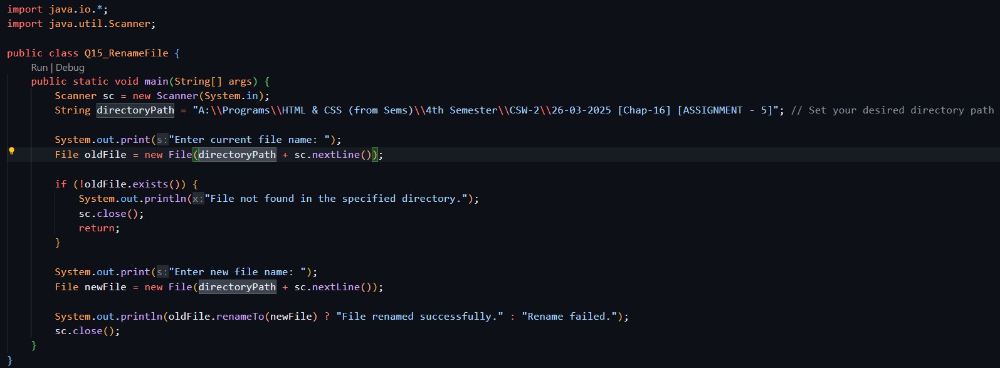 import java.io.*;
import java.util.Scanner;
public class Q15_RenameFile {
Run | Debug
public static void main(String[] args) {
Scanner sc = new Scanner(System.in);
String directoryPath = "A:\\Programs\\HTML & CSS (from Sems)\\4th Semester\\CSW-2\\26-03-2025 [Chap-16] [ASSIGNMENT - 5]"; // Set your desired directory path
System.out.print(s:"Enter current file name: ");
File oldFile = new File(directoryPath + sc.nextLine());
if (!oldFile.exists()) {
System.out.println(x:"File not found in the specified directory.");
sc.close();
return;
}
System.out.print(s:"Enter new file name: ");
File newFile = new File(directoryPath + sc.nextLine());
System.out.println(oldFile.renameTo(newFile) ? "File renamed successfully." : "Rename failed.");
sc.close();
}
}